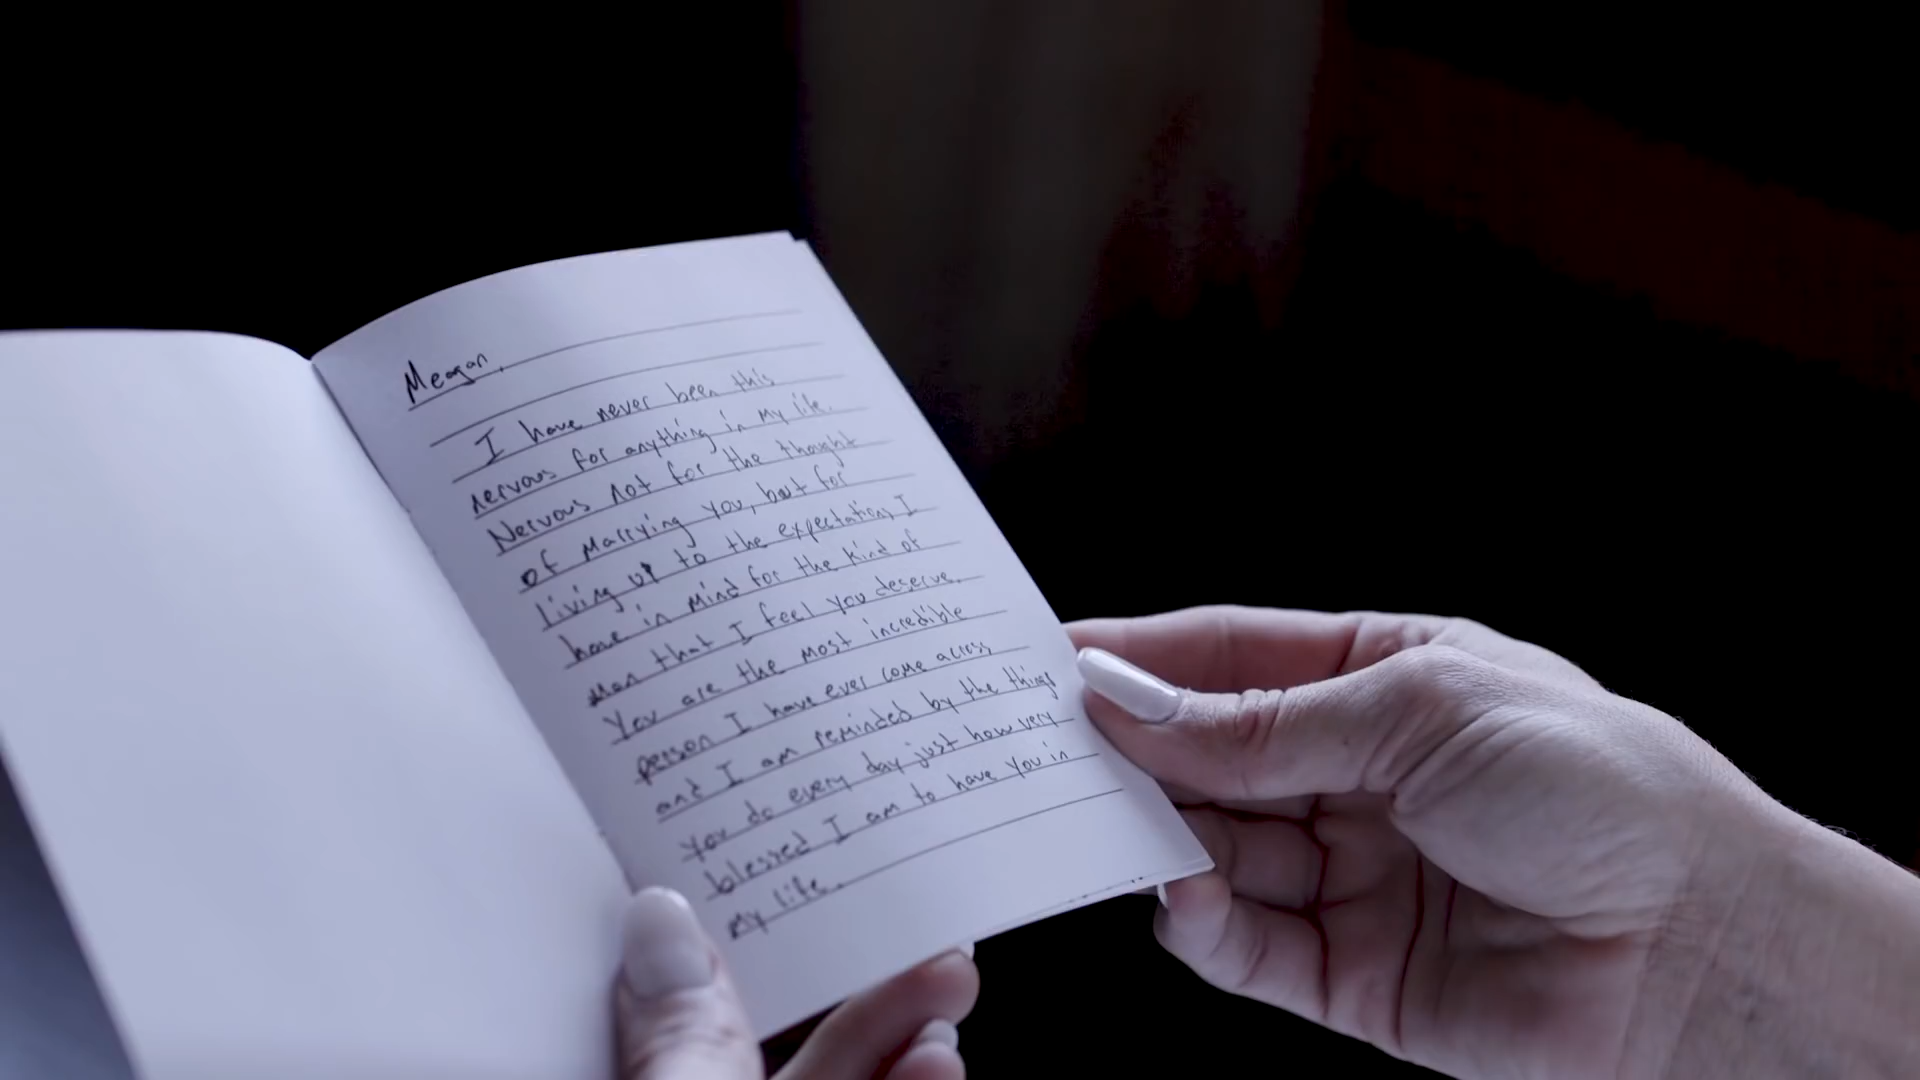 Meagan,
I have never been this
nervous for anything in my life.
Nervous not for the thought
of marrying you, but for
living up to the expectations I
have in mind for the kind of
man that I feel you deserve.
You are the most incredible
person I have ever come across
and I am reminded by the things
you do every day just how very
blessed I am to have you in
my life.